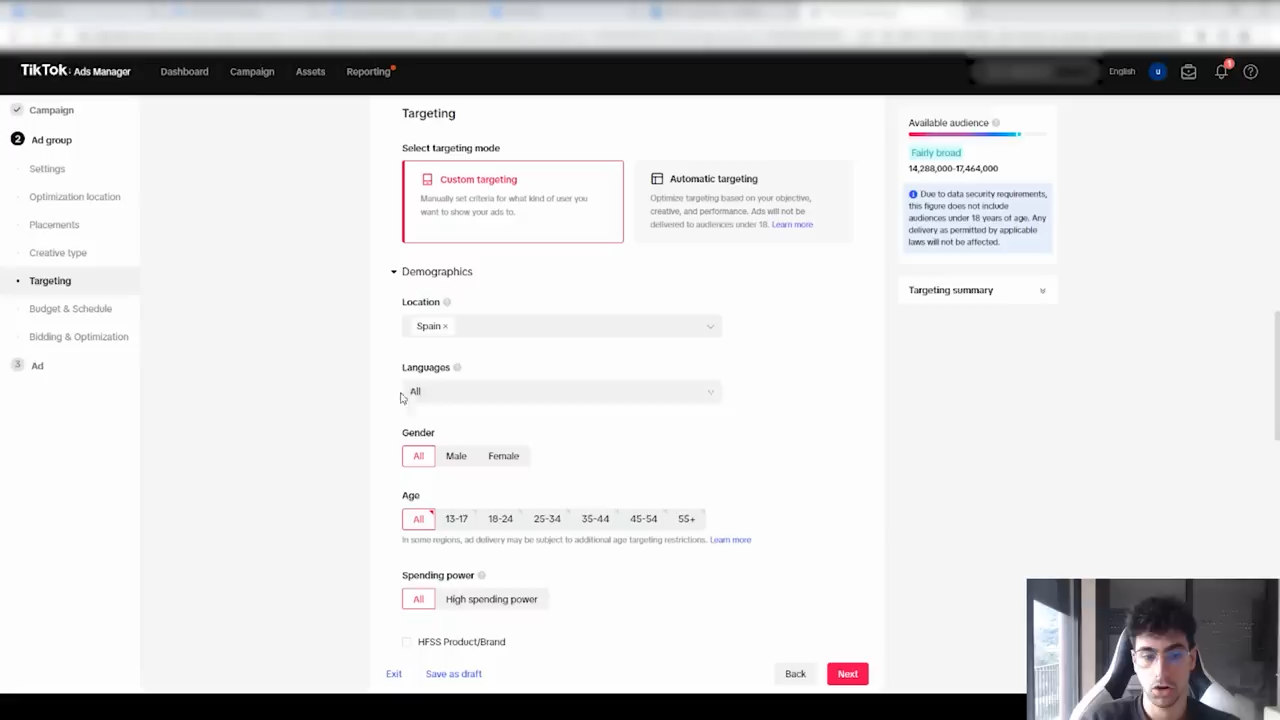 TikTok: Ads Manager
Dashboard
Campaign
Assets
Reporting
English
u
3
Campaign
2
Ad group
Settings
Optimization location
Placements
Creative type
Targeting
Budget & Schedule
Bidding & Optimization
3
Ad
Targeting
Select targeting mode
Custom targeting
Manually set criteria for what kind of user you
want to show your ads to.
Automatic targeting
Optimize targeting based on your objective,
creative, and performance. Ads will not be
delivered to audiences under 18. Learn more
Demographics
Location
Spain ×
Languages
All
Gender
All Male Female
Age
All 13-17 18-24 25-34 35-44 45-54 55+
In some regions, ad delivery may be subject to additional age targeting restrictions. Learn more
Spending power
All High spending power
HFSS Product/Brand
Exit
Save as draft
Back
Next
Available audience
Fairly broad
14,288,000-17,464,000
Due to data security requirements,
this figure does not include
audiences under 18 years of age. Any
delivery as permitted by applicable
laws will not be affected.
Targeting summary